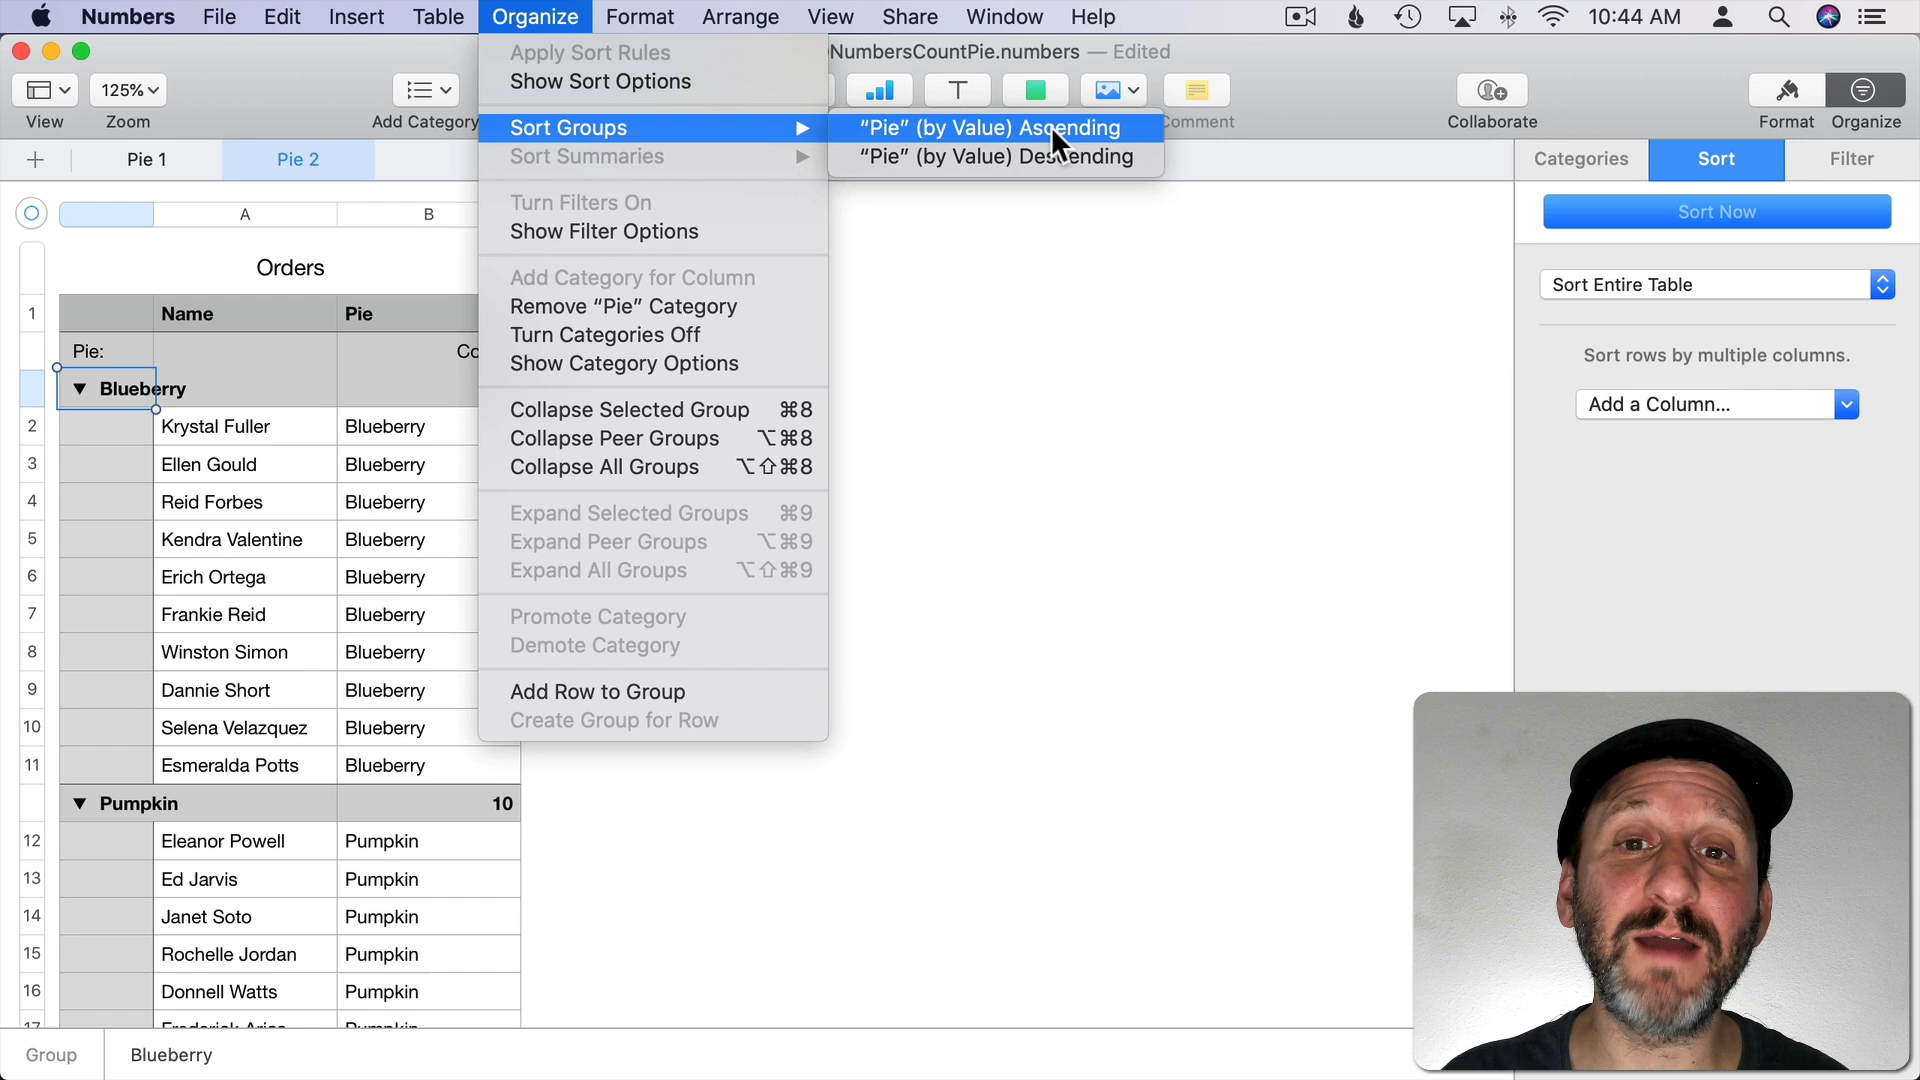 Numbers File Edit Insert Table Organize Format Arrange View Share Window Help 10:44 AM
NumbersCountPie.numbers — Edited
125%
View Zoom Add Category Comment Collaborate Format Organize
Pie 1 Pie 2
Apply Sort Rules
Show Sort Options
Sort Groups
Sort Summaries
Turn Filters On
Show Filter Options
Add Category for Column
Remove “Pie” Category
Turn Categories Off
Show Category Options
Collapse Selected Group ⌘8
Collapse Peer Groups ⌥⌘8
Collapse All Groups ⌥⇧⌘8
Expand Selected Groups ⌘9
Expand Peer Groups ⌥⌘9
Expand All Groups ⌥⇧⌘9
Promote Category
Demote Category
Add Row to Group
Create Group for Row
“Pie” (by Value) Ascending
“Pie” (by Value) Descending
Categories Sort Filter
Sort Now
Sort Entire Table
Sort rows by multiple columns.
Add a Column...
A B
Orders
1 Name Pie
Pie: Co
▼ Blueberry
2 Krystal Fuller Blueberry
3 Ellen Gould Blueberry
4 Reid Forbes Blueberry
5 Kendra Valentine Blueberry
6 Erich Ortega Blueberry
7 Frankie Reid Blueberry
8 Winston Simon Blueberry
9 Dannie Short Blueberry
10 Selena Velazquez Blueberry
11 Esmeralda Potts Blueberry
▼ Pumpkin 10
12 Eleanor Powell Pumpkin
13 Ed Jarvis Pumpkin
14 Janet Soto Pumpkin
15 Rochelle Jordan Pumpkin
16 Donnell Watts Pumpkin
Group Blueberry